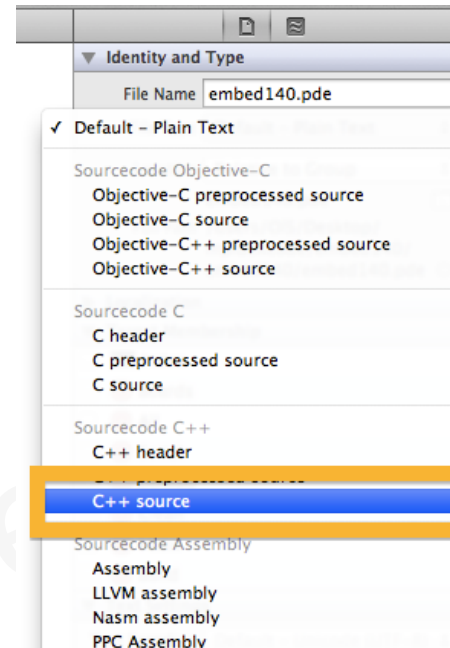 Identity and Type
File Name embed140.pde
✓ Default – Plain Text
Sourcecode Objective-C
Objective-C preprocessed source
Objective-C source
Objective-C++ preprocessed source
Objective-C++ source
Sourcecode C
C header
C preprocessed source
C source
Sourcecode C++
C++ header
C++ preprocessed source
C++ source
Sourcecode Assembly
Assembly
LLVM assembly
Nasm assembly
PPC Assembly